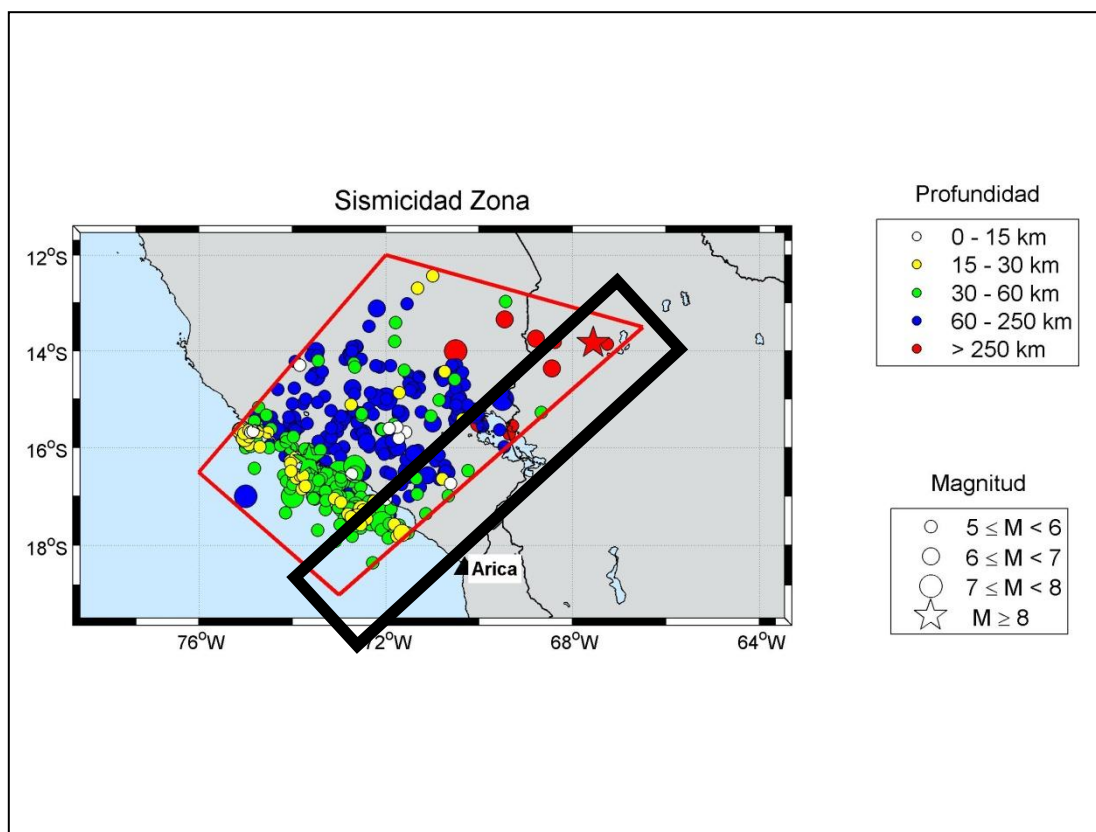 Sismicidad Zona
12°S
14°S
16°S
18°S
76°W
72°W
68°W
64°W
Arica
Profundidad
0 - 15 km
15 - 30 km
30 - 60 km
60 - 250 km
> 250 km
Magnitud
5 ≤ M < 6
6 ≤ M < 7
7 ≤ M < 8
M ≥ 8